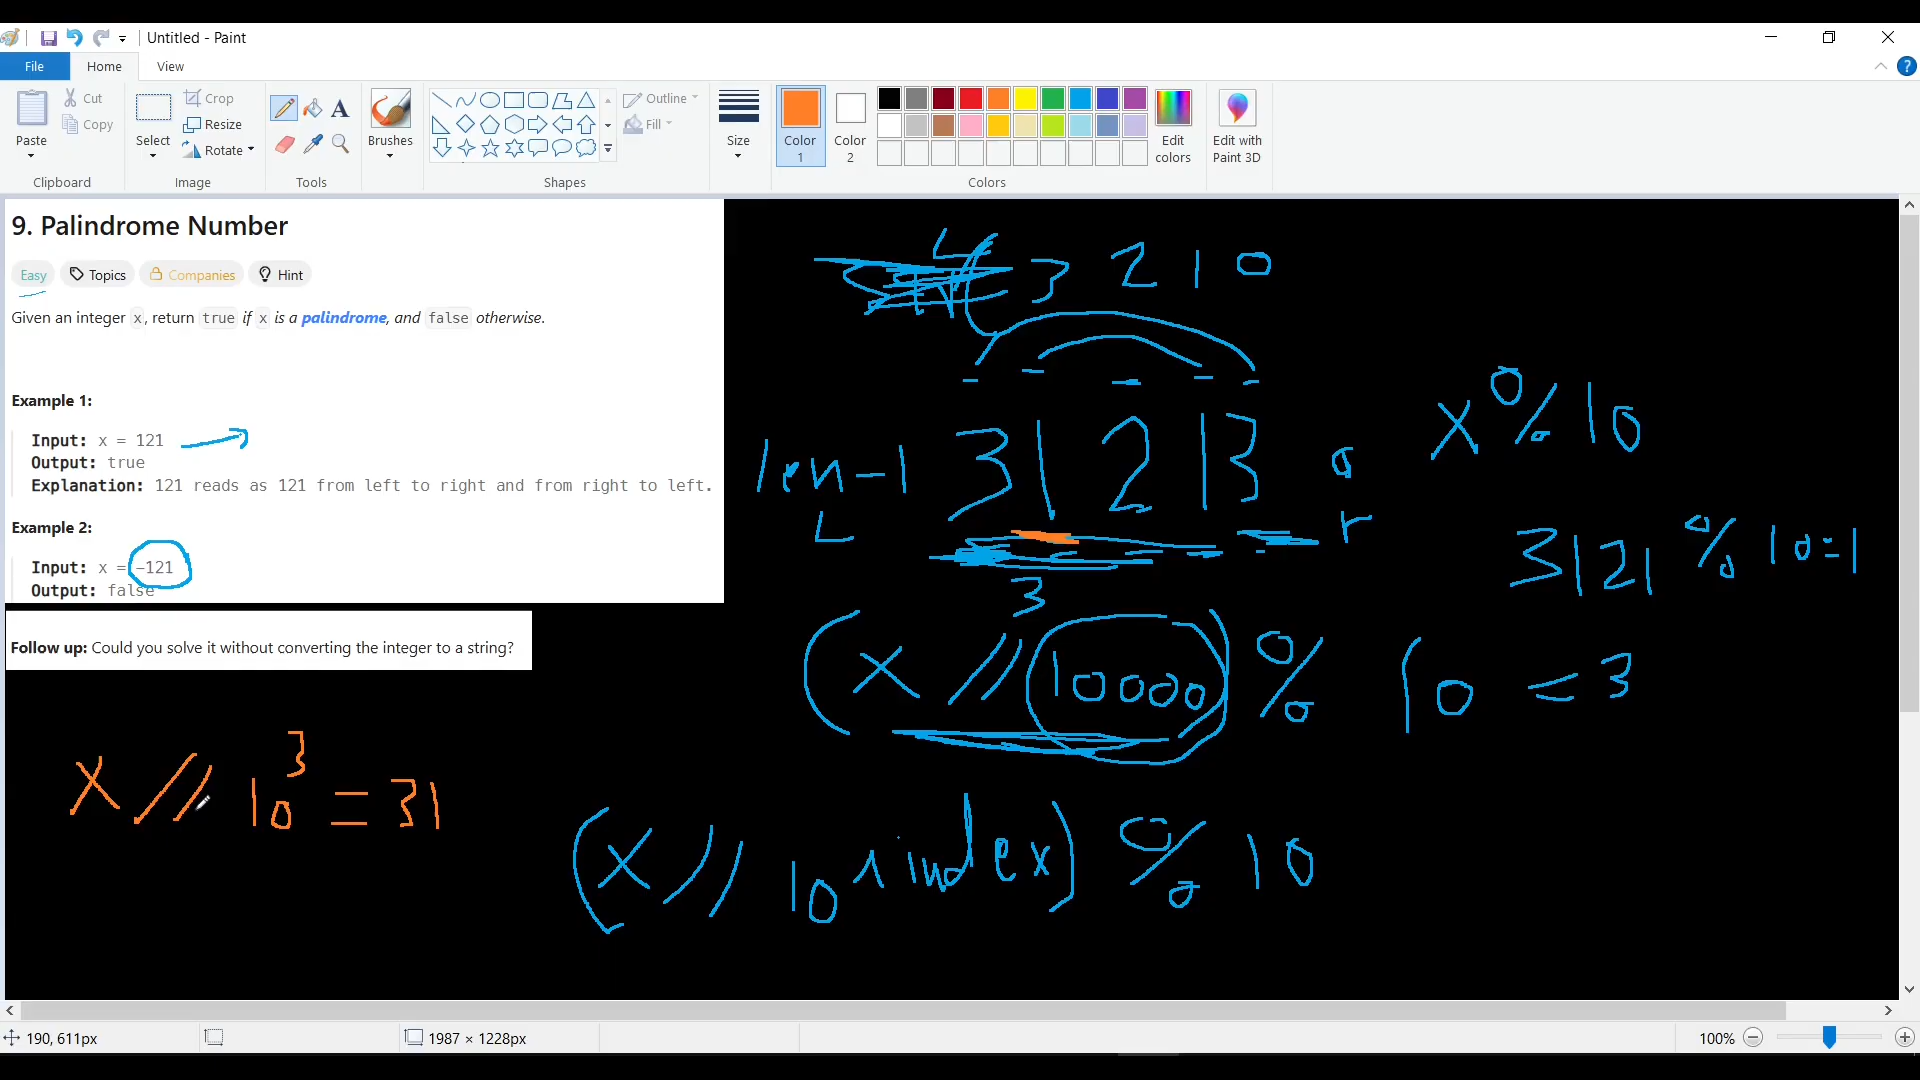 Untitled - Paint
File Home View
Paste
Cut
Copy
Clipboard
Select
Crop
Resize
Rotate
Image
Tools
Brushes
Outline
Fill
Shapes
Size
Color 1
Color 2
Edit colors
Colors
Edit with Paint 3D
9. Palindrome Number
Easy Topics Companies Hint
Given an integer x, return true if x is a palindrome, and false otherwise.
Example 1:
Input: x = 121
Output: true
Explanation: 121 reads as 121 from left to right and from right to left.
Example 2:
Input: x = -121
Output: false
Follow up: Could you solve it without converting the integer to a string?
4 3 2 1 0
len-1 31213 0
L r
3
x % 10
3121 % 10=1
(x // 10000) % 10 = 3
x // 10^3 = 31
(x // 10 ^ index) % 10
190, 611px
1987 × 1228px
100%